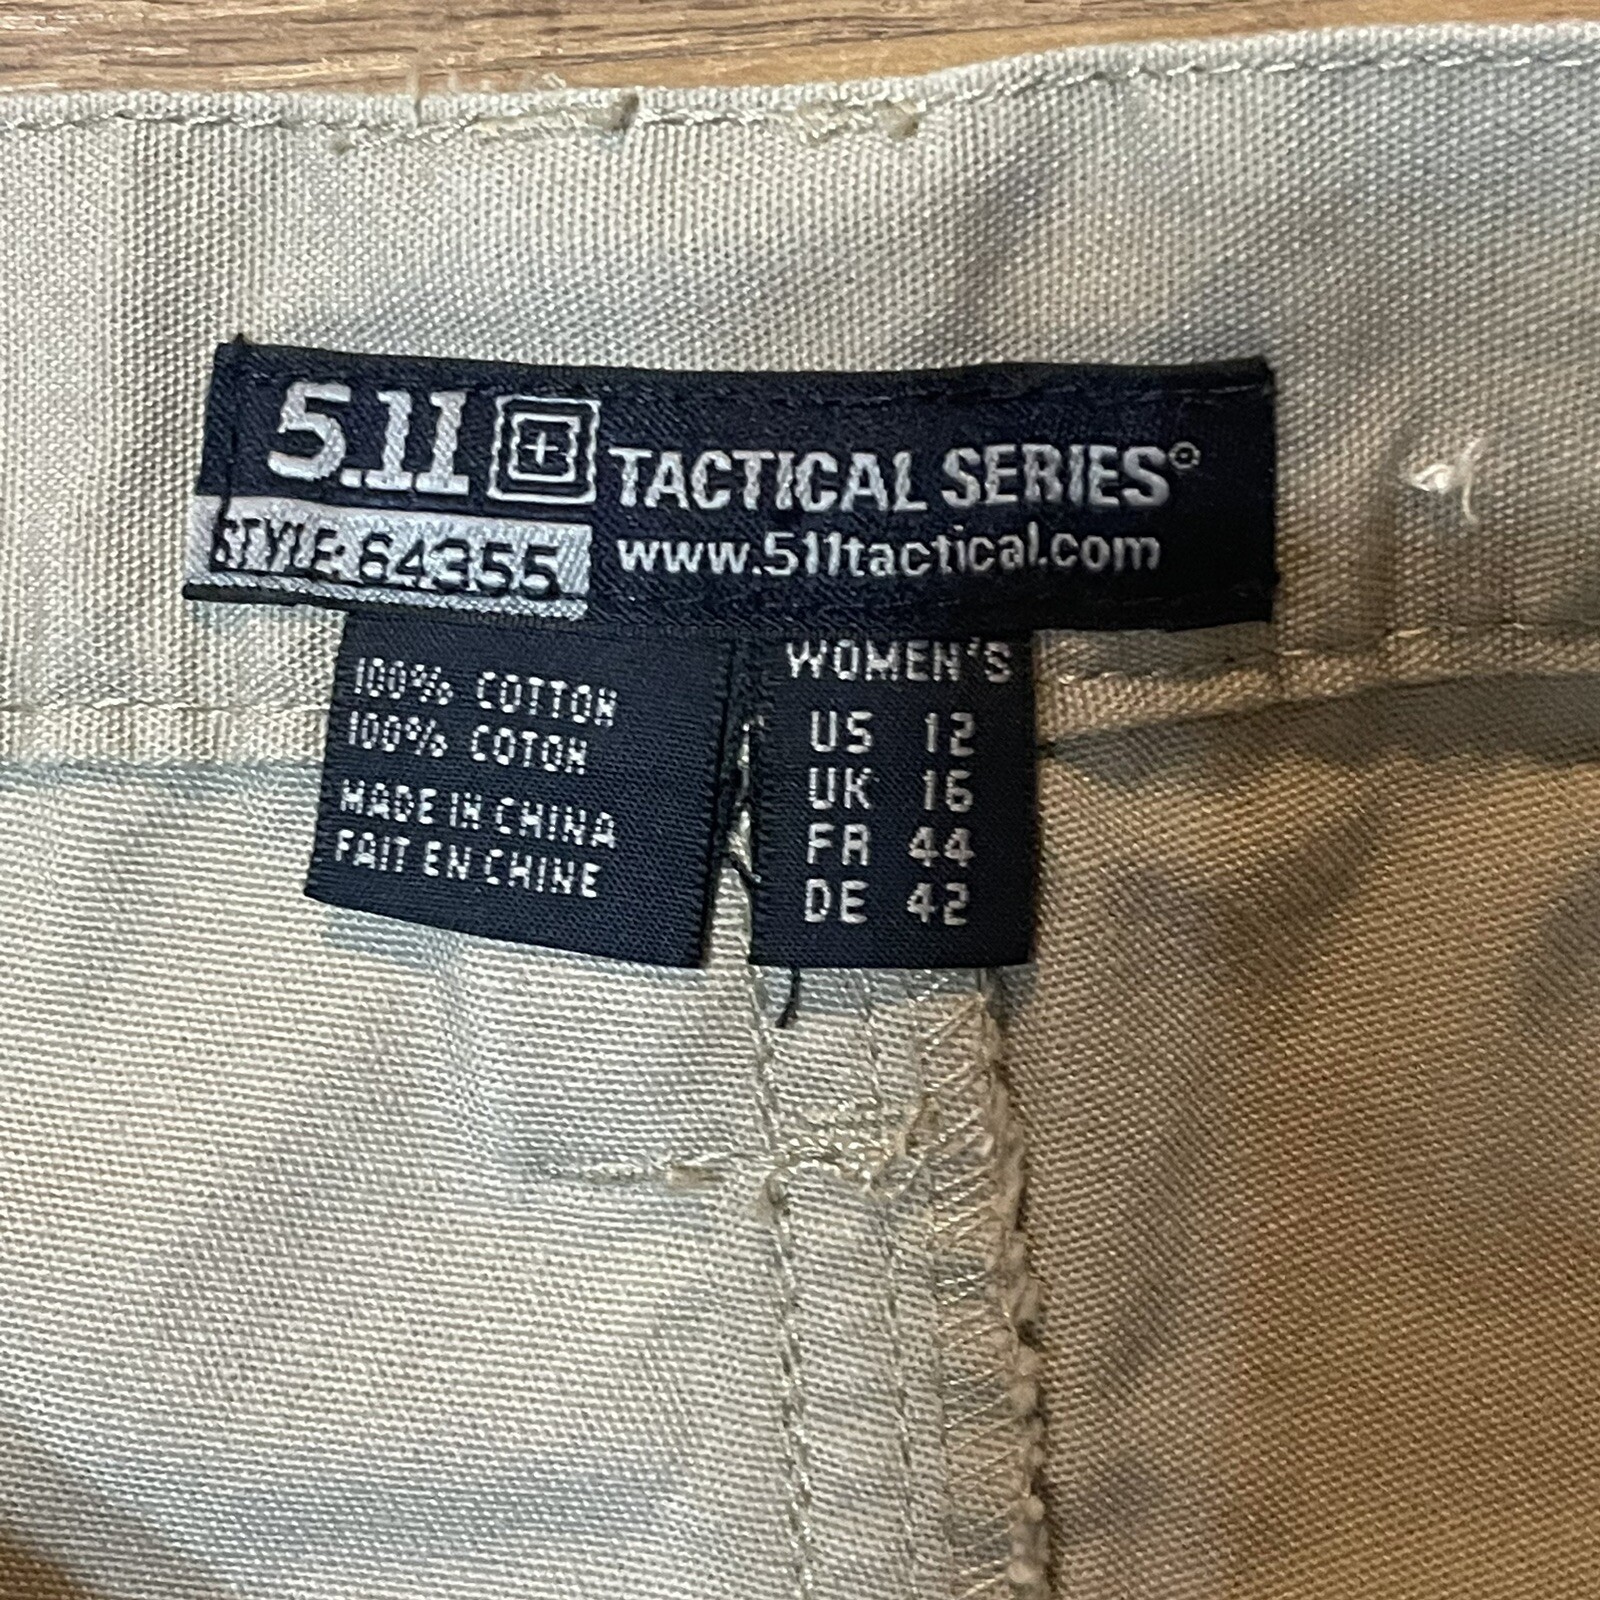 5.11 TACTICAL SERIES®
STYLE: 64355
www.511tactical.com
100% COTTON
100% COTON
MADE IN CHINA
FAIT EN CHINE
WOMEN'S
US 12
UK 16
FR 44
DE 42